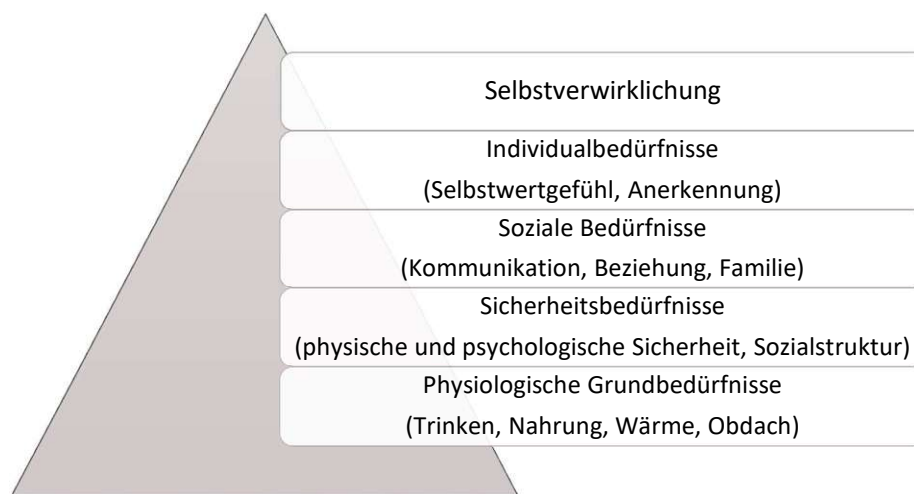 Selbstverwirklichung
Individualbedürfnisse
(Selbstwertgefühl, Anerkennung)
Soziale Bedürfnisse
(Kommunikation, Beziehung, Familie)
Sicherheitsbedürfnisse
(physische und psychologische Sicherheit, Sozialstruktur)
Physiologische Grundbedürfnisse
(Trinken, Nahrung, Wärme, Obdach)